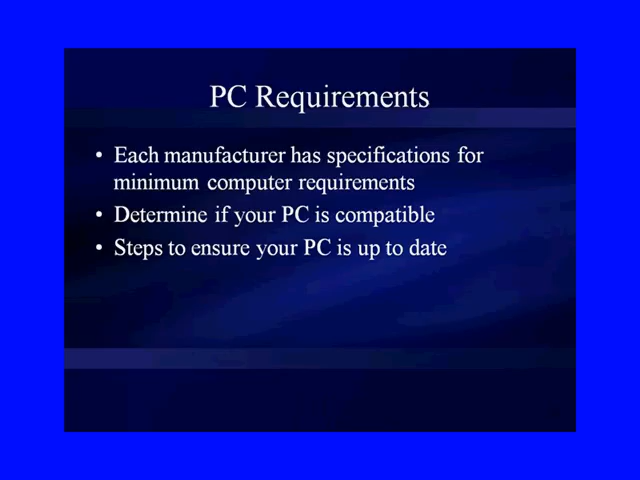 PC Requirements
• Each manufacturer has specifications for
minimum computer requirements
• Determine if your PC is compatible
• Steps to ensure your PC is up to date